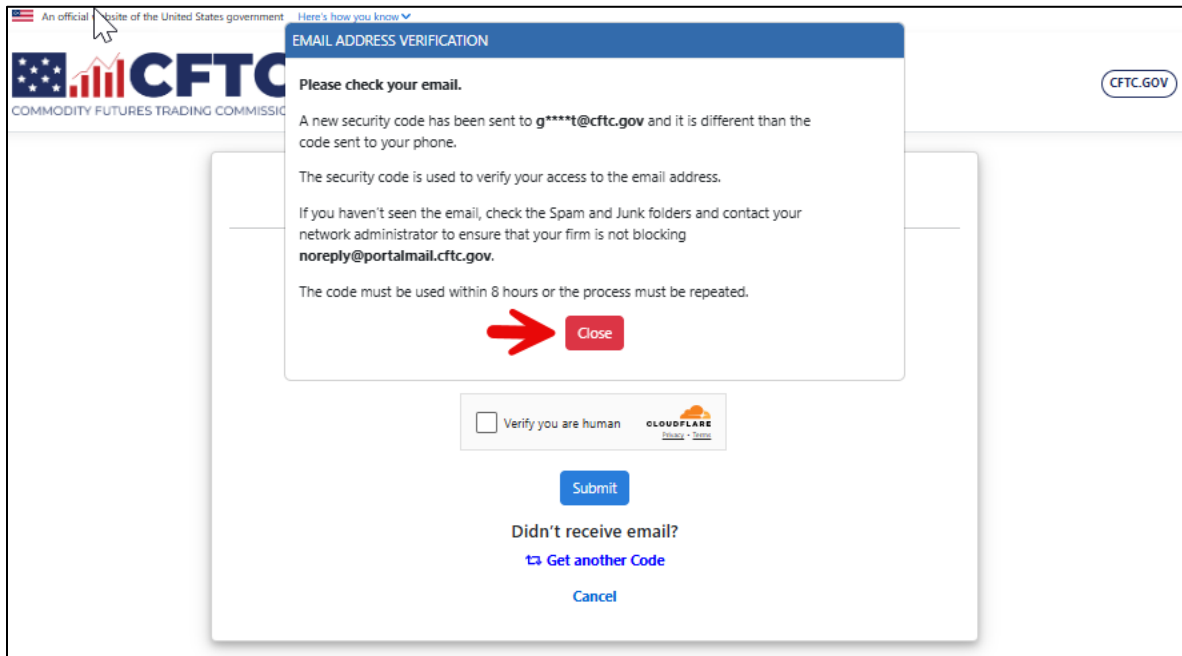 An official website of the United States government Here's how you know
EMAIL ADDRESS VERIFICATION
CFTC
COMMODITY FUTURES TRADING COMMISSIO
CFTC.GOV
Please check your email.
A new security code has been sent to g****t@cftc.gov and it is different than the
code sent to your phone.
The security code is used to verify your access to the email address.
If you haven't seen the email, check the Spam and Junk folders and contact your
network administrator to ensure that your firm is not blocking
noreply@portalmail.cftc.gov.
The code must be used within 8 hours or the process must be repeated.
Close
Verify you are human
CLOUDFLARE
Privacy • Terms
Submit
Didn't receive email?
Get another Code
Cancel